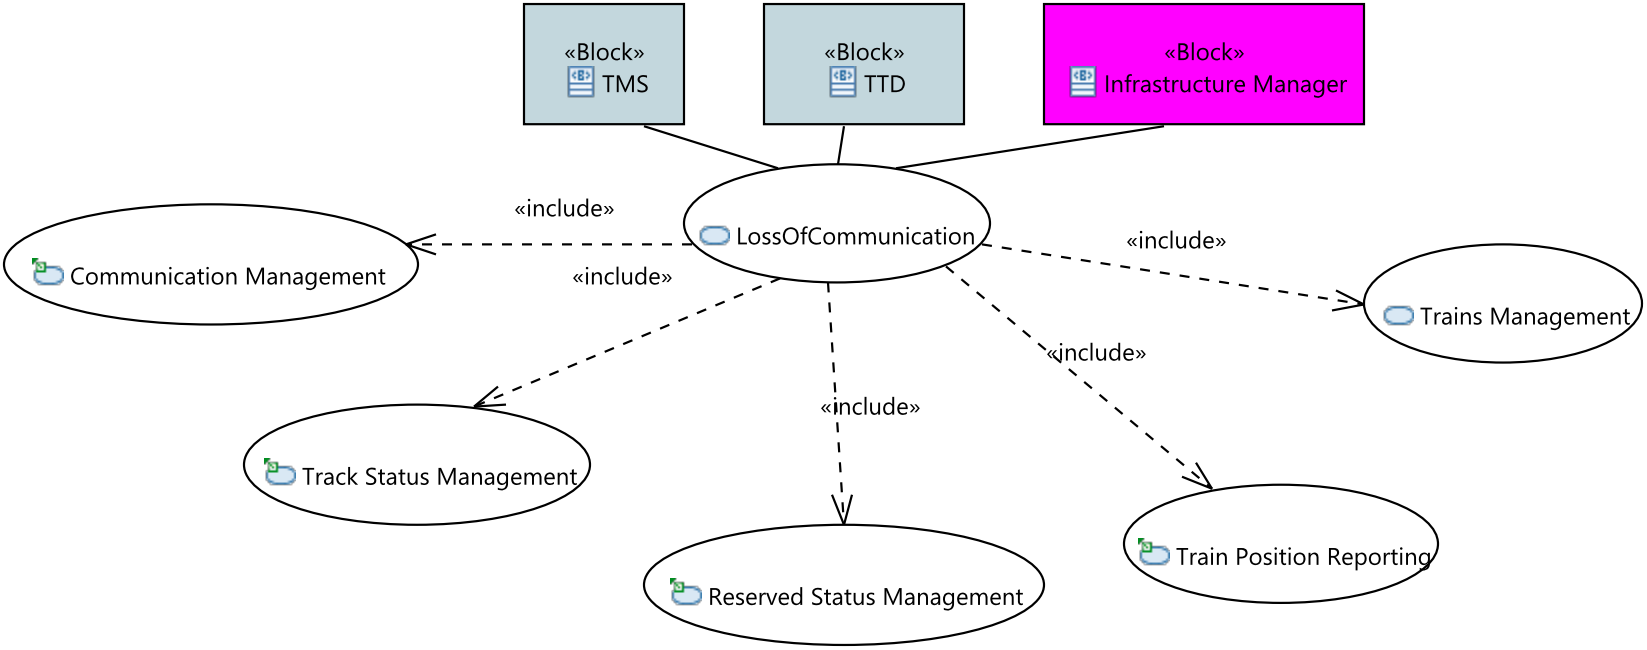 «Block»
TMS
«Block»
TTD
«Block»
Infrastructure Manager
«include»
LossOfCommunication
«include»
Communication Management
«include»
Trains Management
«include»
«include»
Track Status Management
Train Position Reporting
Reserved Status Management